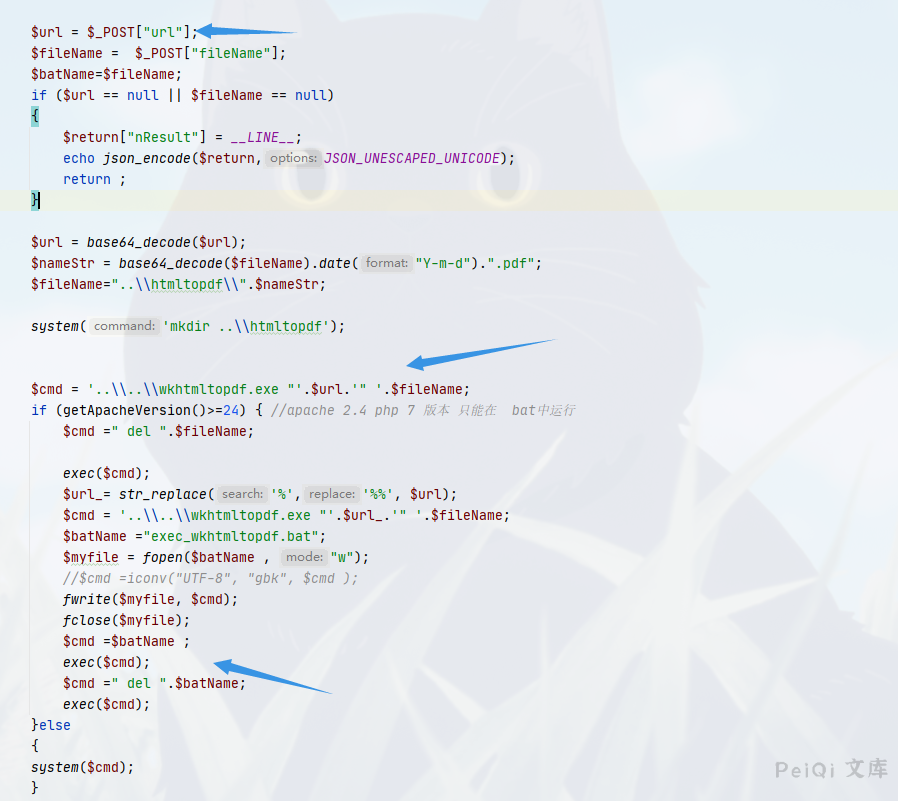 $url = $_POST["url"];
$fileName =  $_POST["fileName"];
$batName=$fileName;
if ($url == null || $fileName == null)
{
    $return["nResult"] = __LINE__;
    echo json_encode($return, options: JSON_UNESCAPED_UNICODE);
    return ;
}
$url = base64_decode($url);
$nameStr = base64_decode($fileName).date( format: "Y-m-d").".pdf";
$fileName="..\\htmltopdf\\".$nameStr;
system( command: 'mkdir ..\\htmltopdf');
$cmd = '..\\..\\wkhtmltopdf.exe "'.$url.'" '.$fileName;
if (getApacheVersion()>=24) { //apache 2.4 php 7 版本 只能在  bat中运行
    $cmd =" del ".$fileName;
    exec($cmd);
    $url_= str_replace( search: '%', replace: '%%', $url);
    $cmd = '..\\..\\wkhtmltopdf.exe "'.$url_.'" '.$fileName;
    $batName ="exec_wkhtmltopdf.bat";
    $myfile = fopen($batName , mode: "w");
    //$cmd =iconv("UTF-8", "gbk", $cmd );
    fwrite($myfile, $cmd);
    fclose($myfile);
    $cmd =$batName ;
    exec($cmd);
    $cmd =" del ".$batName;
    exec($cmd);
}else
{
system($cmd);
}
PeiQi 文库